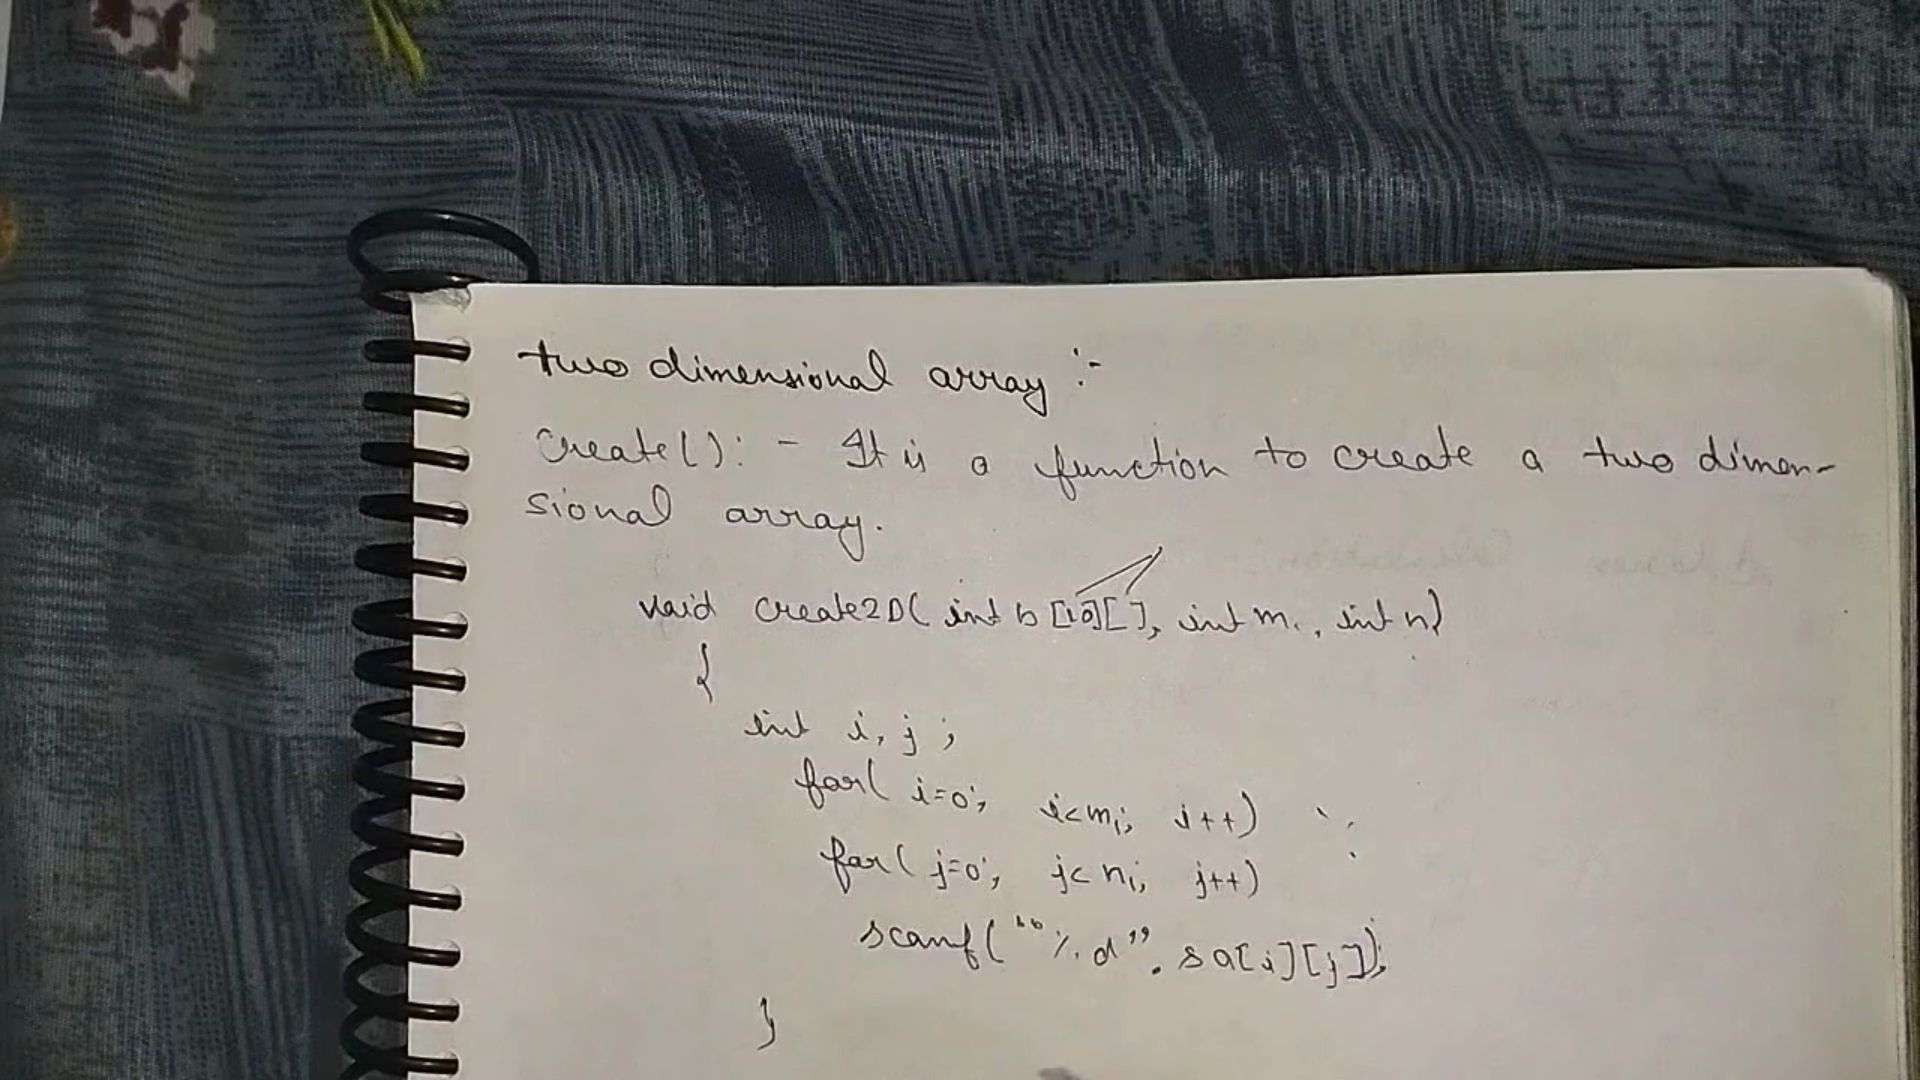 two dimensional array :-
Create() : - It is a function to create a two dimen-
sional array.
void create2D( int b [10][ ], int m, , int n)
{
int i, j ;
for( i=0; i<m; i++)
for( j=0; j<n; j++)
scanf( "%d", &a[i][j]);
}